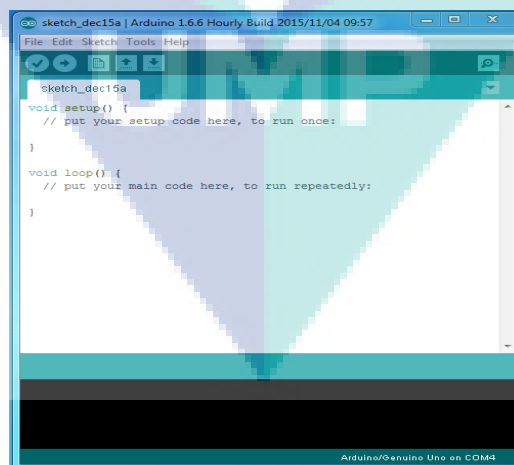 sketch_dec15a | Arduino 1.6.6 Hourly Build 2015/11/04 09:57
File Edit Sketch Tools Help
sketch_dec15a
UMP
void setup() {
// put your setup code here, to run once:
}
void loop() {
// put your main code here, to run repeatedly:
}
Arduino/Genuino Uno on COM4